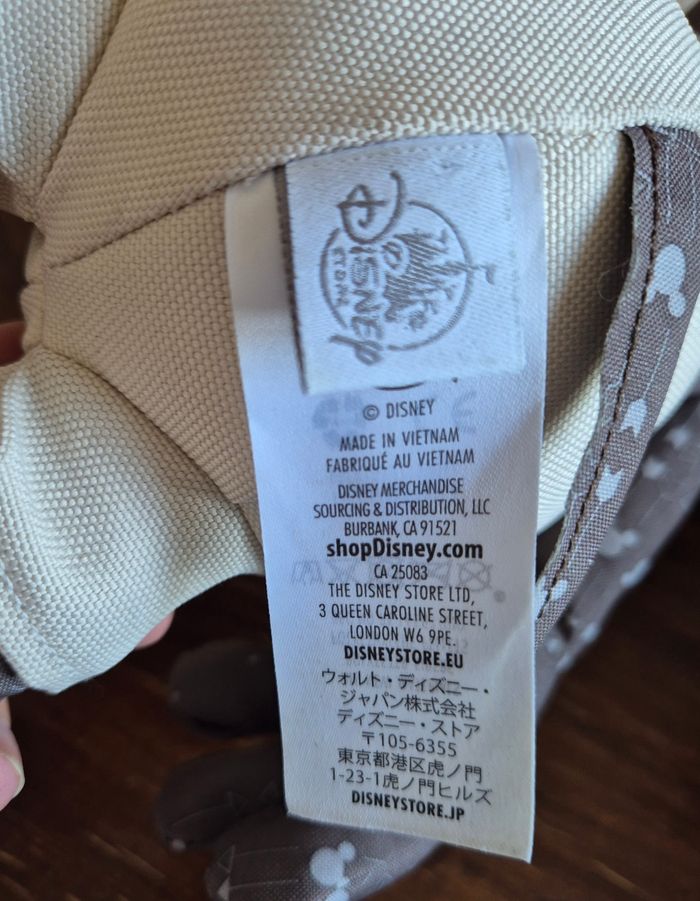 Disney
STORE
© DISNEY
MADE IN VIETNAM
FABRIQUÉ AU VIETNAM
DISNEY MERCHANDISE
SOURCING & DISTRIBUTION, LLC
BURBANK, CA 91521
shopDisney.com
CA 25083
THE DISNEY STORE LTD,
3 QUEEN CAROLINE STREET,
LONDON W6 9PE.
DISNEYSTORE.EU
ウォルト・ディズニー・
ジャパン株式会社
ディズニー・ストア
〒105-6355
東京都港区虎ノ門
1-23-1虎ノ門ヒルズ
DISNEYSTORE.JP